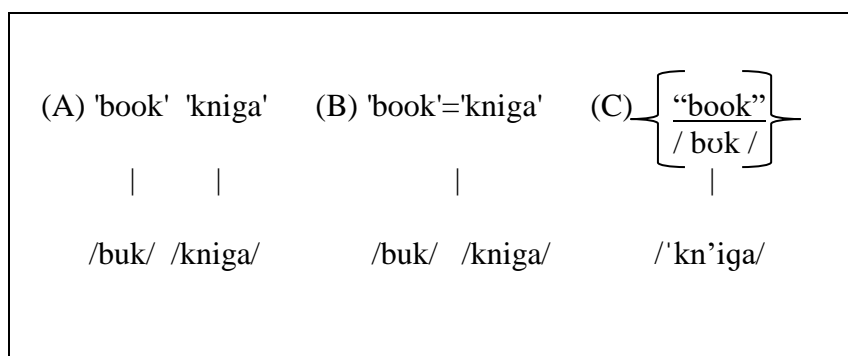 (A) 'book' 'kniga' (B) 'book'='kniga' (C) “book”
/ bʊk /
| | | |
/buk/ /kniga/ /buk/ /kniga/ /ˈkn’iga/